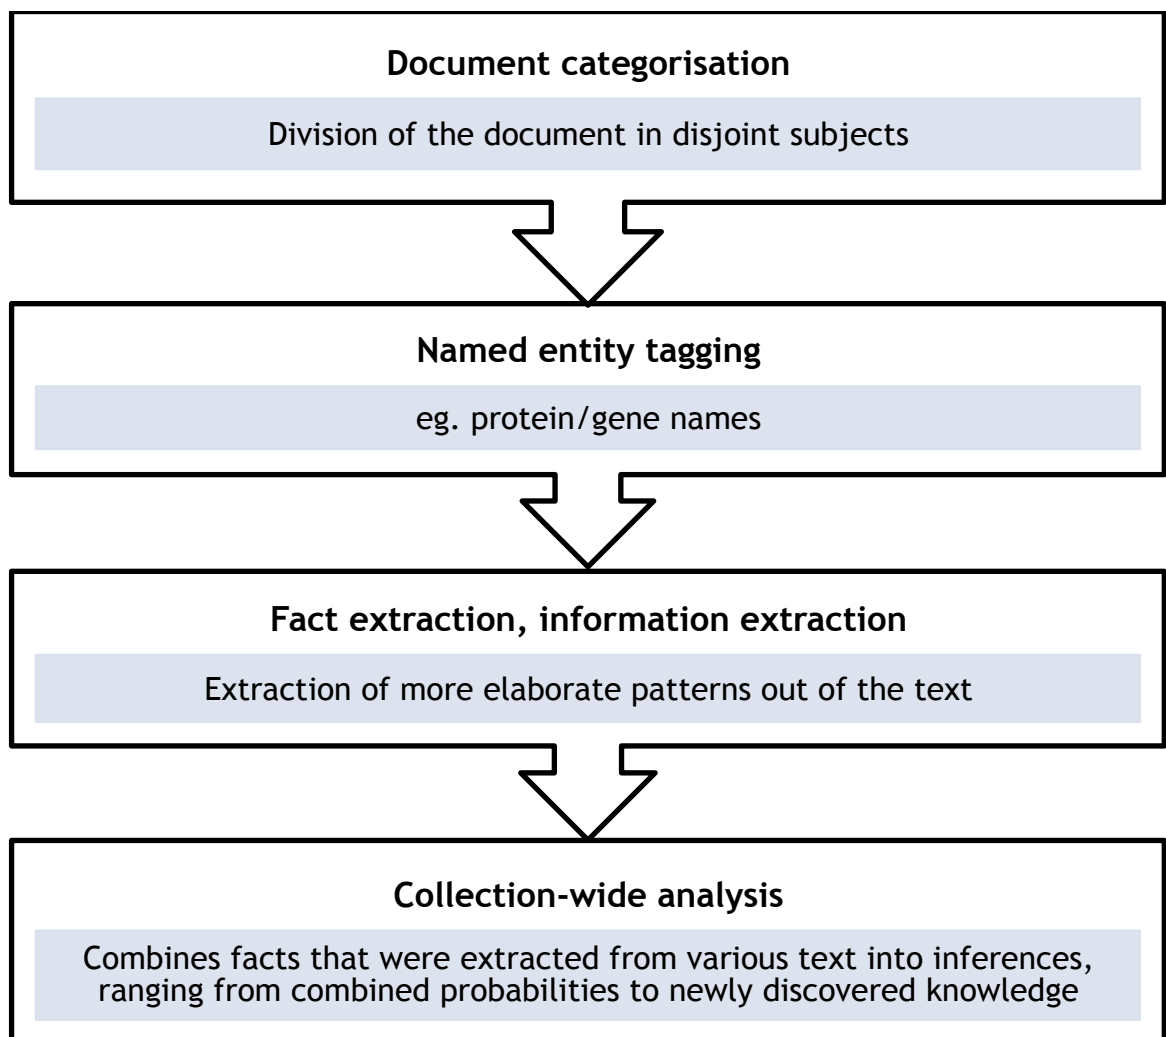 Document categorisation
Division of the document in disjoint subjects
Named entity tagging
eg. protein/gene names
Fact extraction, information extraction
Extraction of more elaborate patterns out of the text
Collection-wide analysis
Combines facts that were extracted from various text into inferences,
ranging from combined probabilities to newly discovered knowledge